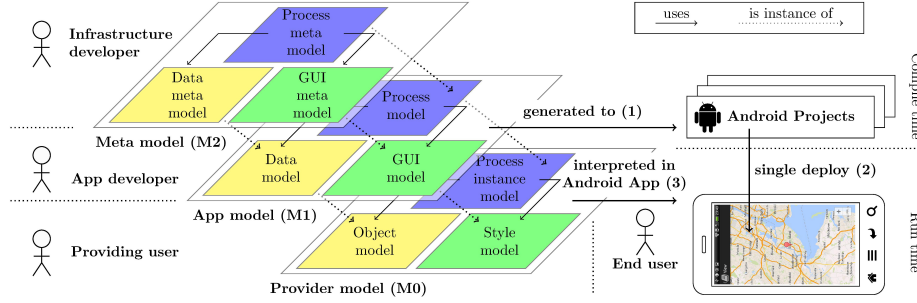 Infrastructure
developer
Process
meta
model
uses
is instance of
Data
meta
model
GUI
meta
model
Process
model
generated to (1)
Android Projects
Compile time
Meta model (M2)
App developer
Data
model
GUI
model
Process
instance
model
interpreted in
Android App (3)
single deploy (2)
App model (M1)
Providing user
Object
model
Style
model
End user
Run time
Provider model (M0)